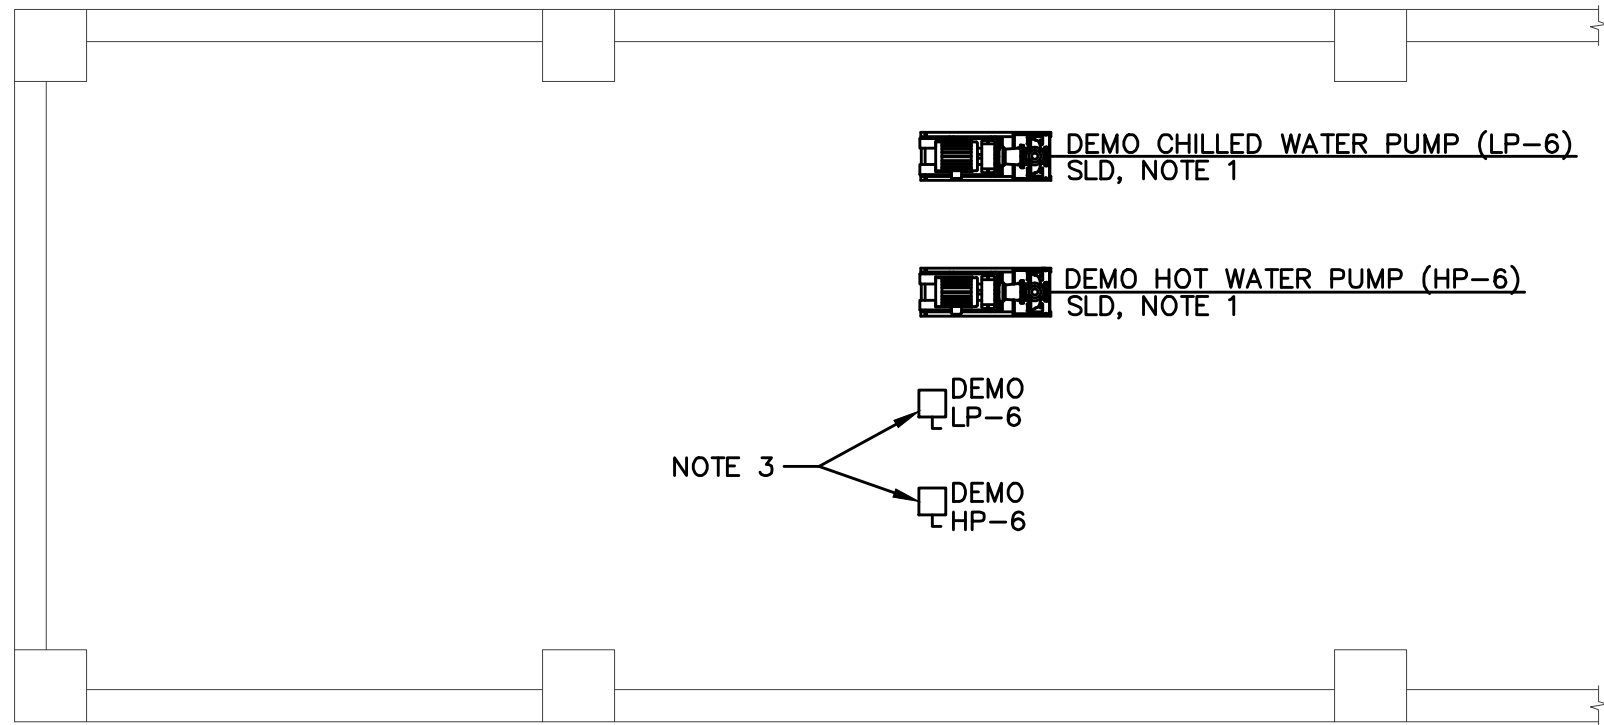 DEMO CHILLED WATER PUMP (LP-6)
SLD, NOTE 1
DEMO HOT WATER PUMP (HP-6)
SLD, NOTE 1
DEMO
LP-6
NOTE 3
DEMO
HP-6